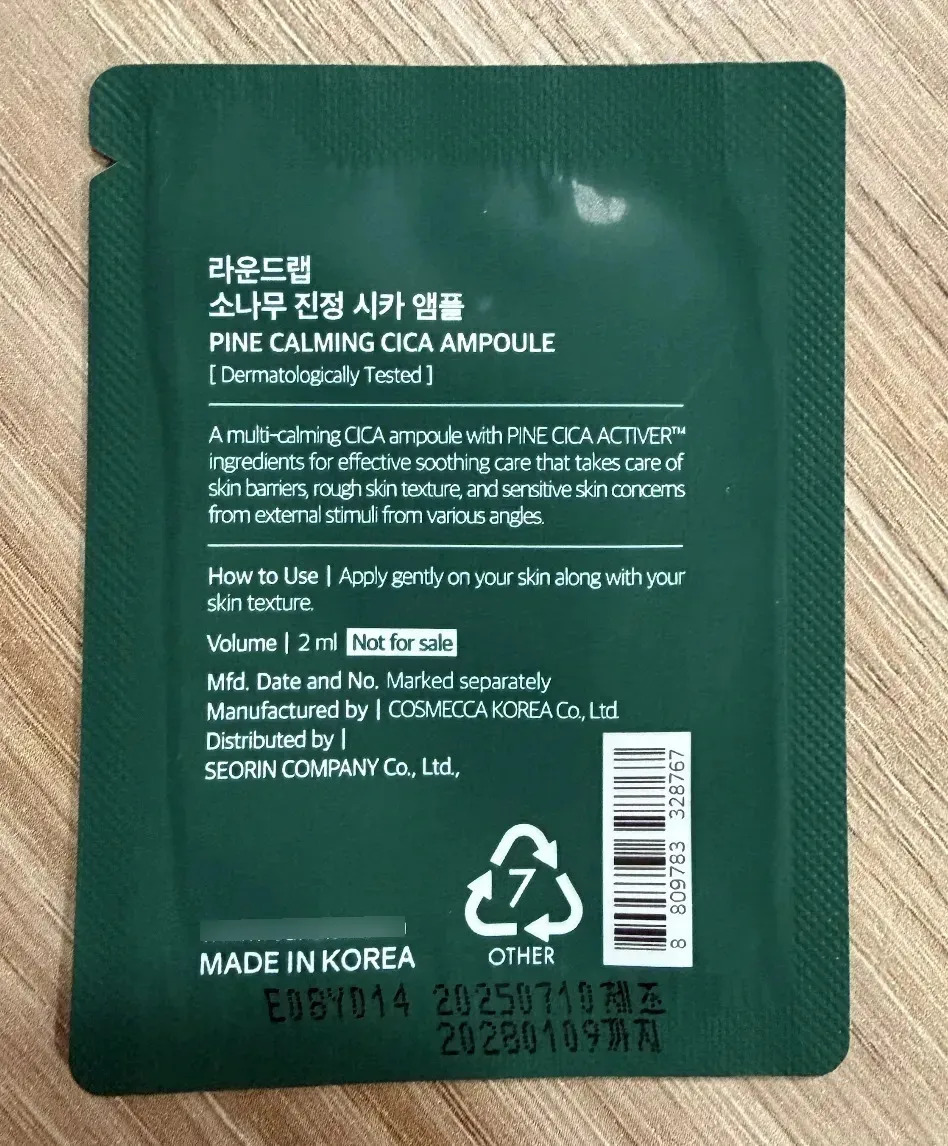 라운드랩
소나무 진정 시카 앰플
PINE CALMING CICA AMPOULE
[ Dermatologically Tested ]
A multi-calming CICA ampoule with PINE CICA ACTIVER™
ingredients for effective soothing care that takes care of
skin barriers, rough skin texture, and sensitive skin concerns
from external stimuli from various angles.
How to Use | Apply gently on your skin along with your
skin texture.
Volume | 2 ml Not for sale
Mfd. Date and No. Marked separately
Manufactured by | COSMECCA KOREA Co., Ltd.
Distributed by |
SEORIN COMPANY Co., Ltd.,
8 809783 328767
7
OTHER
MADE IN KOREA
E08Y014 20250710제조
20280109까지